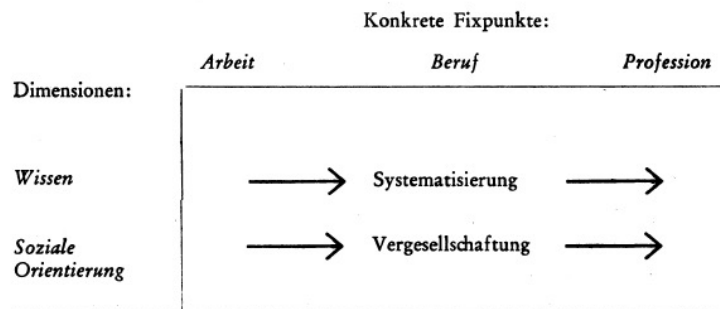 Konkrete Fixpunkte:
Arbeit Beruf Profession
Dimensionen:
Wissen Systematisierung
Soziale Vergesellschaftung
Orientierung